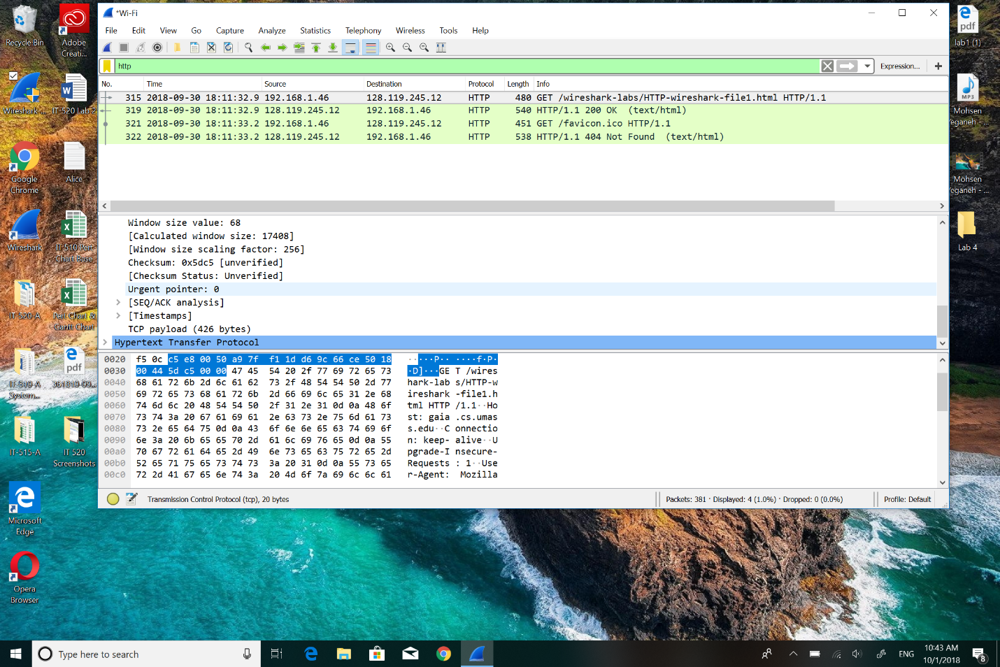 *Wi-Fi
File Edit View Go Capture Analyze Statistics Telephony Wireless Tools Help
http
Expression... +
No. Time Source Destination Protocol Length Info
315 2018-09-30 18:11:32.9 192.168.1.46 128.119.245.12 HTTP 480 GET /wireshark-labs/HTTP-wireshark-file1.html HTTP/1.1
319 2018-09-30 18:11:32.9 128.119.245.12 192.168.1.46 HTTP 540 HTTP/1.1 200 OK (text/html)
321 2018-09-30 18:11:33.2 192.168.1.46 128.119.245.12 HTTP 451 GET /favicon.ico HTTP/1.1
322 2018-09-30 18:11:33.2 128.119.245.12 192.168.1.46 HTTP 538 HTTP/1.1 404 Not Found (text/html)
Window size value: 68
[Calculated window size: 17408]
[Window size scaling factor: 256]
Checksum: 0x5dc5 [unverified]
[Checksum Status: Unverified]
Urgent pointer: 0
[SEQ/ACK analysis]
[Timestamps]
TCP payload (426 bytes)
Hypertext Transfer Protocol
0020 f5 0c c5 e8 00 50 a9 7f f1 1d d6 9c 66 ce 50 18 ·····P·· ····f·P·
0030 00 44 5d c5 00 00 47 45 54 20 2f 77 69 72 65 73 ·D]···GE T /wires
0040 68 61 72 6b 2d 6c 61 62 73 2f 48 54 54 50 2d 77 hark-lab s/HTTP-w
0050 69 72 65 73 68 61 72 6b 2d 66 69 6c 65 31 2e 68 ireshark -file1.h
0060 74 6d 6c 20 48 54 54 50 2f 31 2e 31 0d 0a 48 6f tml HTTP /1.1··Ho
0070 73 74 3a 20 67 61 69 61 2e 63 73 2e 75 6d 61 73 st: gaia .cs.umas
0080 73 2e 65 64 75 0d 0a 43 6f 6e 6e 65 63 74 69 6f s.edu··C onnectio
0090 6e 3a 20 6b 65 65 70 2d 61 6c 69 76 65 0d 0a 55 n: keep- alive··U
00a0 70 67 72 61 64 65 2d 49 6e 73 65 63 75 72 65 2d pgrade-I nsecure-
00b0 52 65 71 75 65 73 74 73 3a 20 31 0d 0a 55 73 65 Requests : 1··Use
00c0 72 2d 41 67 65 6e 74 3a 20 4d 6f 7a 69 6c 6c 61 r-Agent: Mozilla
Transmission Control Protocol (tcp), 20 bytes
Packets: 381 · Displayed: 4 (1.0%) · Dropped: 0 (0.0%)
Profile: Default
Recycle Bin
Adobe
Creati...
Wireshark-...
W
IT-520 Lab 2
Google
Chrome
Alice
Wireshark
IT-510 Pert
Chart Base
IT-520-A
Pert Chart &
Gantt Chart
IT-510-A
System...
pdf
361810-09...
IT-515-A
IT 520
Screenshots
Microsoft
Edge
Opera
Browser
pdf
lab1 (1)
MP3
Mohsen
Yeganeh - ...
Mohsen
Yeganeh - ...
Lab 4
Type here to search
ENG
10:43 AM
10/1/2018
8